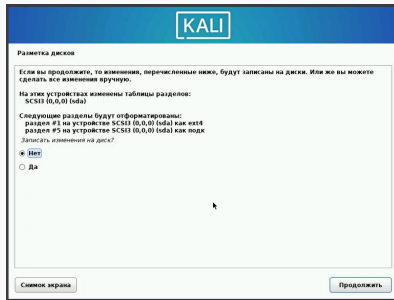 KALI
Разметка дисков
Если вы продолжите, то изменения, перечисленные ниже, будут записаны на диски. Или же вы можете
сделать все изменения вручную.
На этих устройствах изменены таблицы разделов:
SCSI3 (0,0,0) (sda)
Следующие разделы будут отформатированы:
раздел #1 на устройстве SCSI3 (0,0,0) (sda) как ext4
раздел #5 на устройстве SCSI3 (0,0,0) (sda) как подк
Записать изменения на диск?
Нет
Да
Снимок экрана
Продолжить